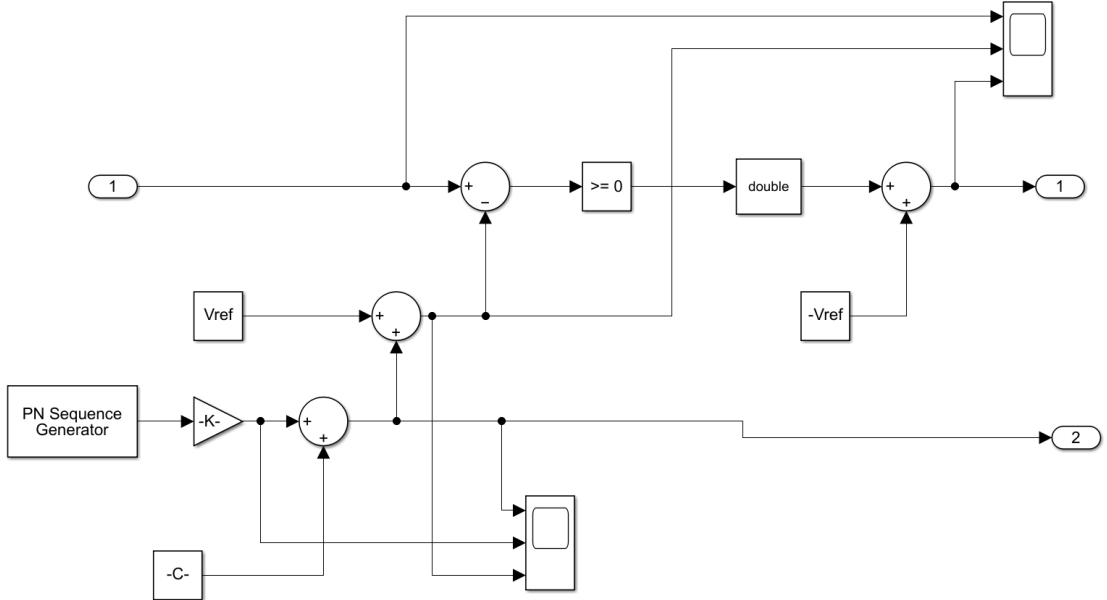 1
+
−
>= 0
double
+
+
1
Vref
+
+
-Vref
PN Sequence
Generator
-K-
+
+
2
-C-